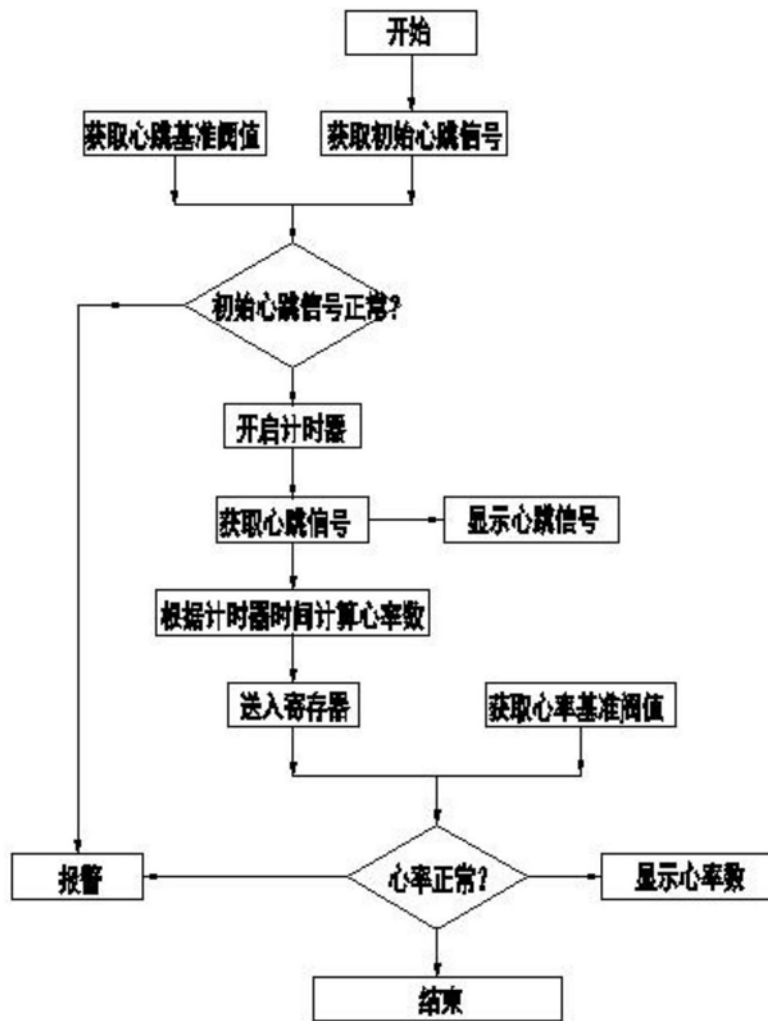 开始
获取心跳基准阀值
获取初始心跳信号
初始心跳信号正常?
开启计时器
获取心跳信号
显示心跳信号
根据计时器时间计算心率数
送入寄存器
获取心率基准阀值
报警
心率正常?
显示心率数
结束